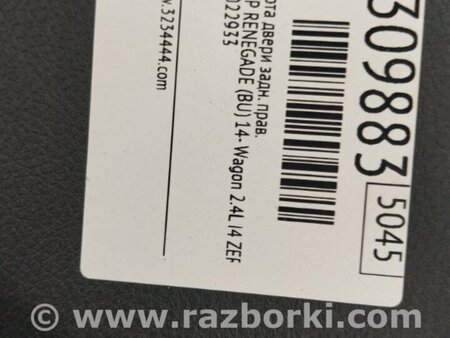 309883
5045
рта двери задн. прав.
P RENEGADE (BU) 14- Wagon 2.4L I4 ZEF
022933
w.3234444.com
© www.razborki.com/